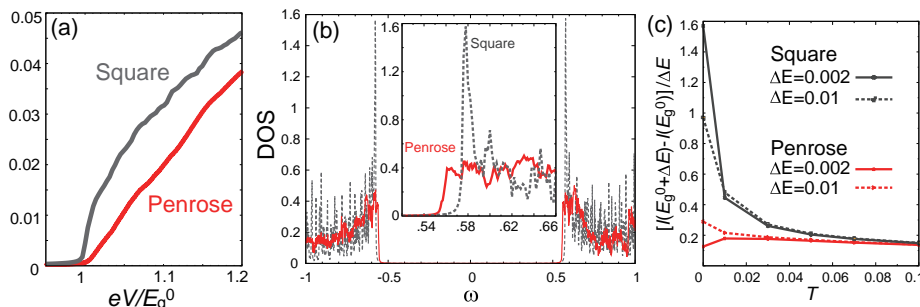 (a)
0.05
0.04
0.03
0.02
0.01
0
Square
Penrose
1 1.1 1.2
eV/E_g^0
(b)
DOS
1.6
1.4
1.2
1
0.8
0.6
0.4
0.2
0
-1 -0.5 0 0.5 1
ω
1.6
1.2
0.8
0.4
Square
Penrose
.54 .58 .62 .66
(c)
[I(E_g^0+ΔE)-I(E_g^0)]/ΔE
1.6
1.4
1.2
1
0.8
0.6
0.4
0.2
Square
ΔE=0.002
ΔE=0.01
Penrose
ΔE=0.002
ΔE=0.01
0 0.02 0.04 0.06 0.08 0.1
T